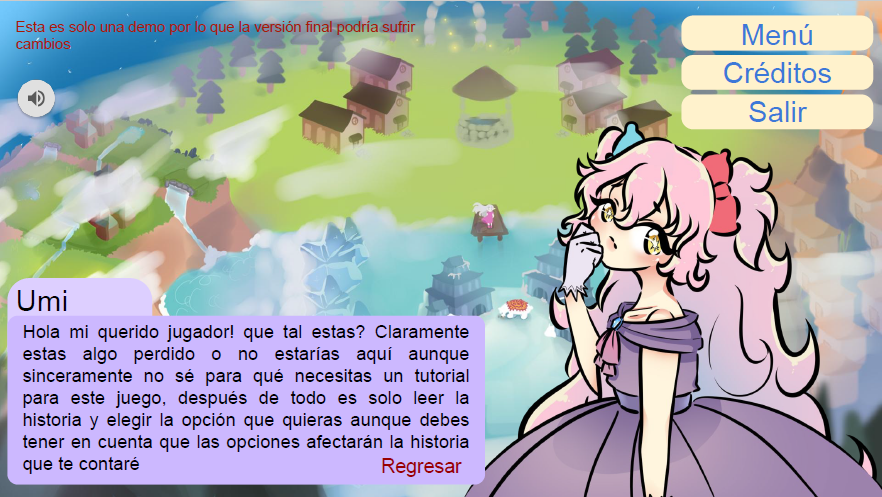 Esta es solo una demo por lo que la versión final podría sufrir
cambios
Menú
Créditos
Salir
Umi
Hola mi querido jugador! que tal estas? Claramente
estas algo perdido o no estarías aquí aunque
sinceramente no sé para qué necesitas un tutorial
para este juego, después de todo es solo leer la
historia y elegir la opción que quieras aunque debes
tener en cuenta que las opciones afectarán la historia
que te contaré
Regresar